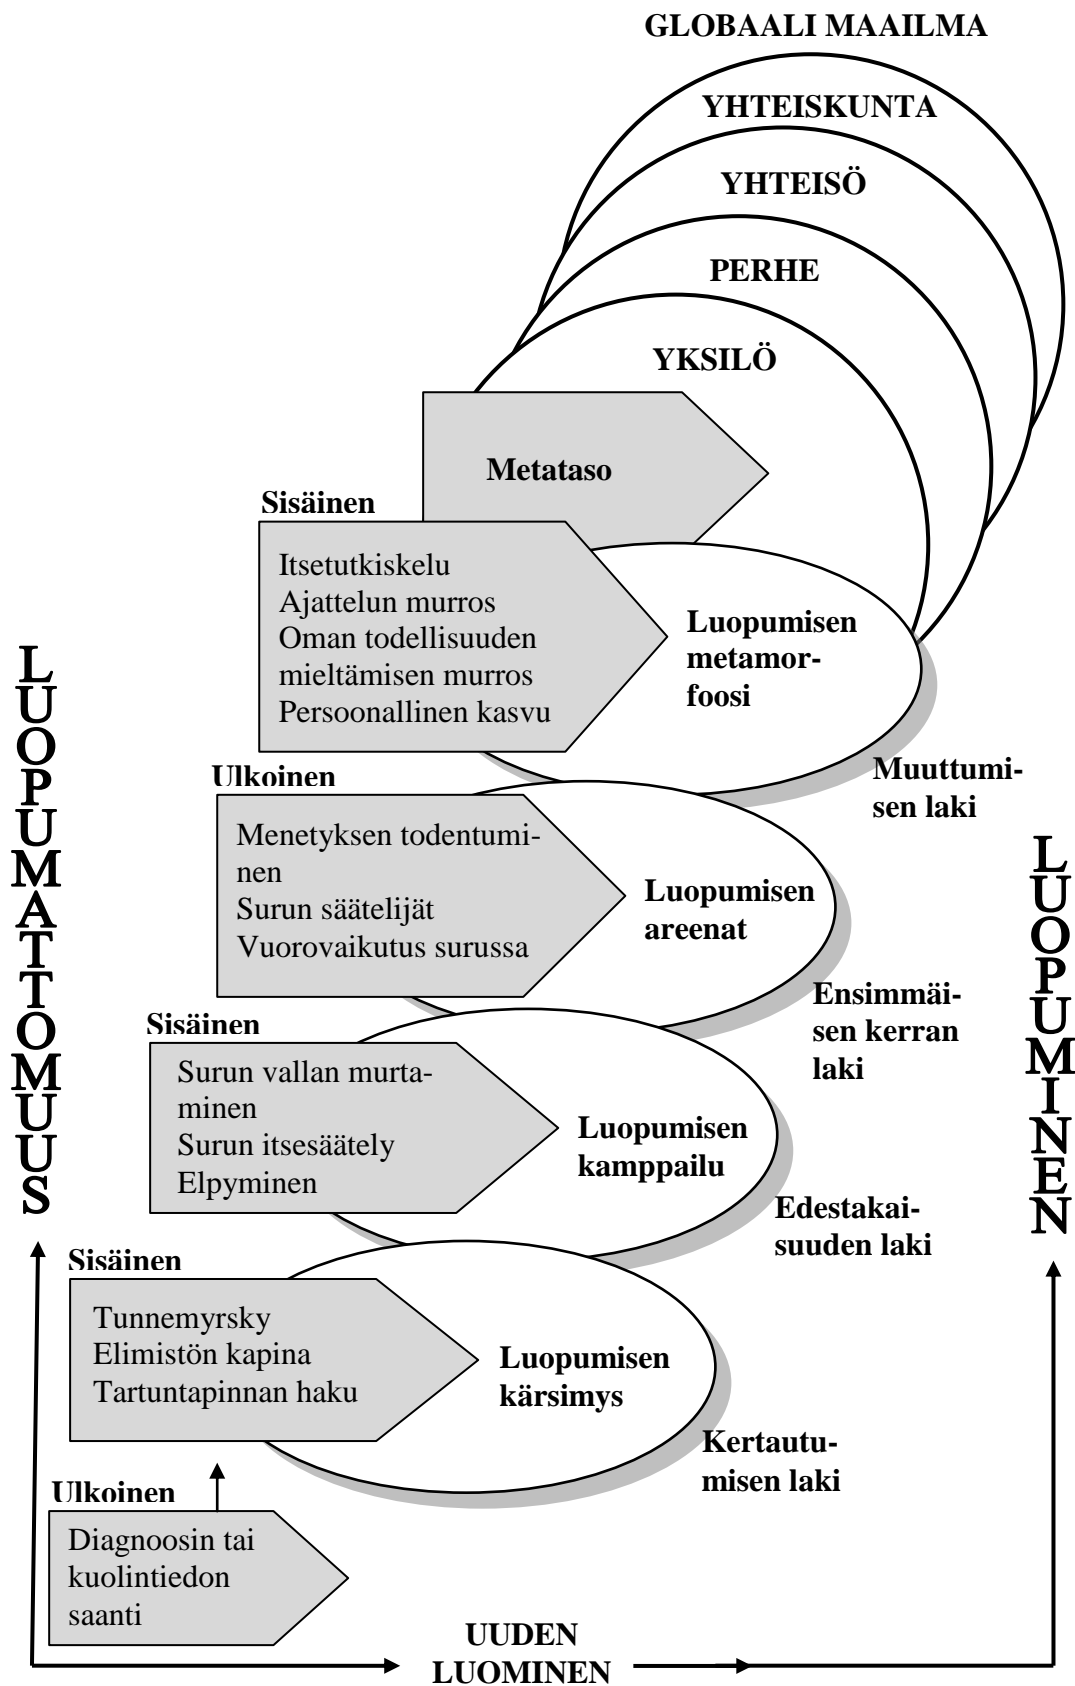 GLOBAALI MAAILMA
YHTEISKUNTA
YHTEISÖ
PERHE
YKSILÖ
Metataso
Sisäinen
Itsetutkiskelu
Ajattelun murros
Oman todellisuuden
mieltämisen murros
Persoonallinen kasvu
Luopumisen
metamor-
foosi
Muuttumi-
sen laki
Ulkoinen
Menetyksen todentumi-
nen
Surun säätelijät
Vuorovaikutus surussa
Luopumisen
areenat
Ensimmäi-
sen kerran
laki
Sisäinen
Surun vallan murta-
minen
Surun itsesäätely
Elpyminen
Luopumisen
kamppailu
Edestakai-
suuden laki
Sisäinen
Tunnemyrsky
Elimistön kapina
Tartuntapinnan haku
Luopumisen
kärsimys
Kertautu-
misen laki
Ulkoinen
Diagnoosin tai
kuolintiedon
saanti
LUOPUMATTOMUUS
UUDEN
LUOMINEN
LUOPUMINEN